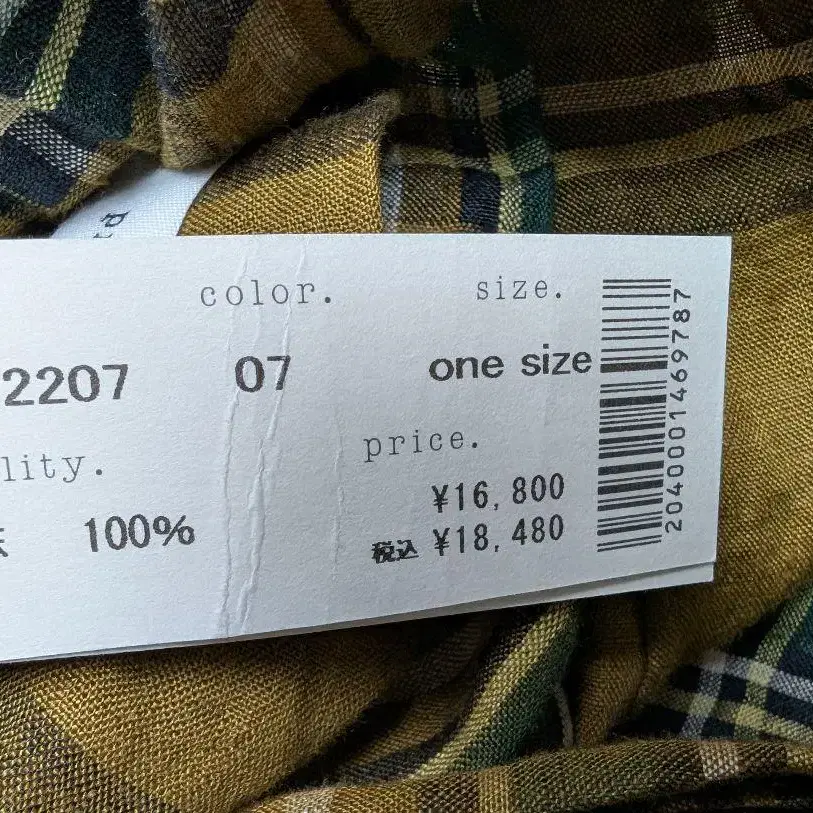 color. size.
2207 07 one size
lity. price.
100% ¥16,800
税込 ¥18,480
2040001469787